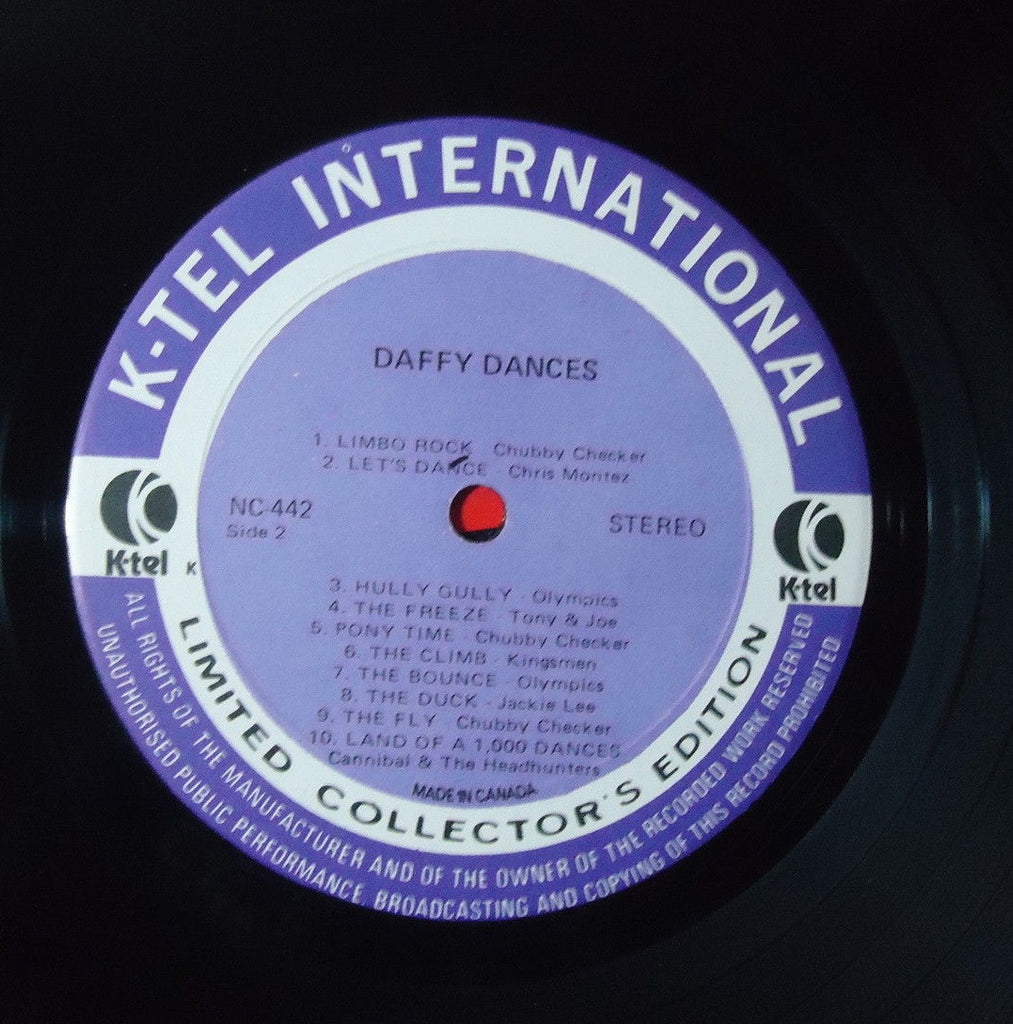 K-TEL INTERNATIONAL
DAFFY DANCES
1. LIMBO ROCK - Chubby Checker
2. LET'S DANCE - Chris Montez
NC-442
Side 2
STEREO
K-tel
K
K-tel
3. HULLY GULLY - Olympics
4. THE FREEZE - Tony & Joe
5. PONY TIME - Chubby Checker
6. THE CLIMB - Kingsmen
7. THE BOUNCE - Olympics
8. THE DUCK - Jackie Lee
9. THE FLY - Chubby Checker
10. LAND OF A 1,000 DANCES
Cannibal & The Headhunters
MADE IN CANADA
LIMITED COLLECTOR'S EDITION
ALL RIGHTS OF THE MANUFACTURER AND OF THE OWNER OF THE RECORDED WORK RESERVED
UNAUTHORISED PUBLIC PERFORMANCE, BROADCASTING AND COPYING OF THIS RECORD PROHIBITED